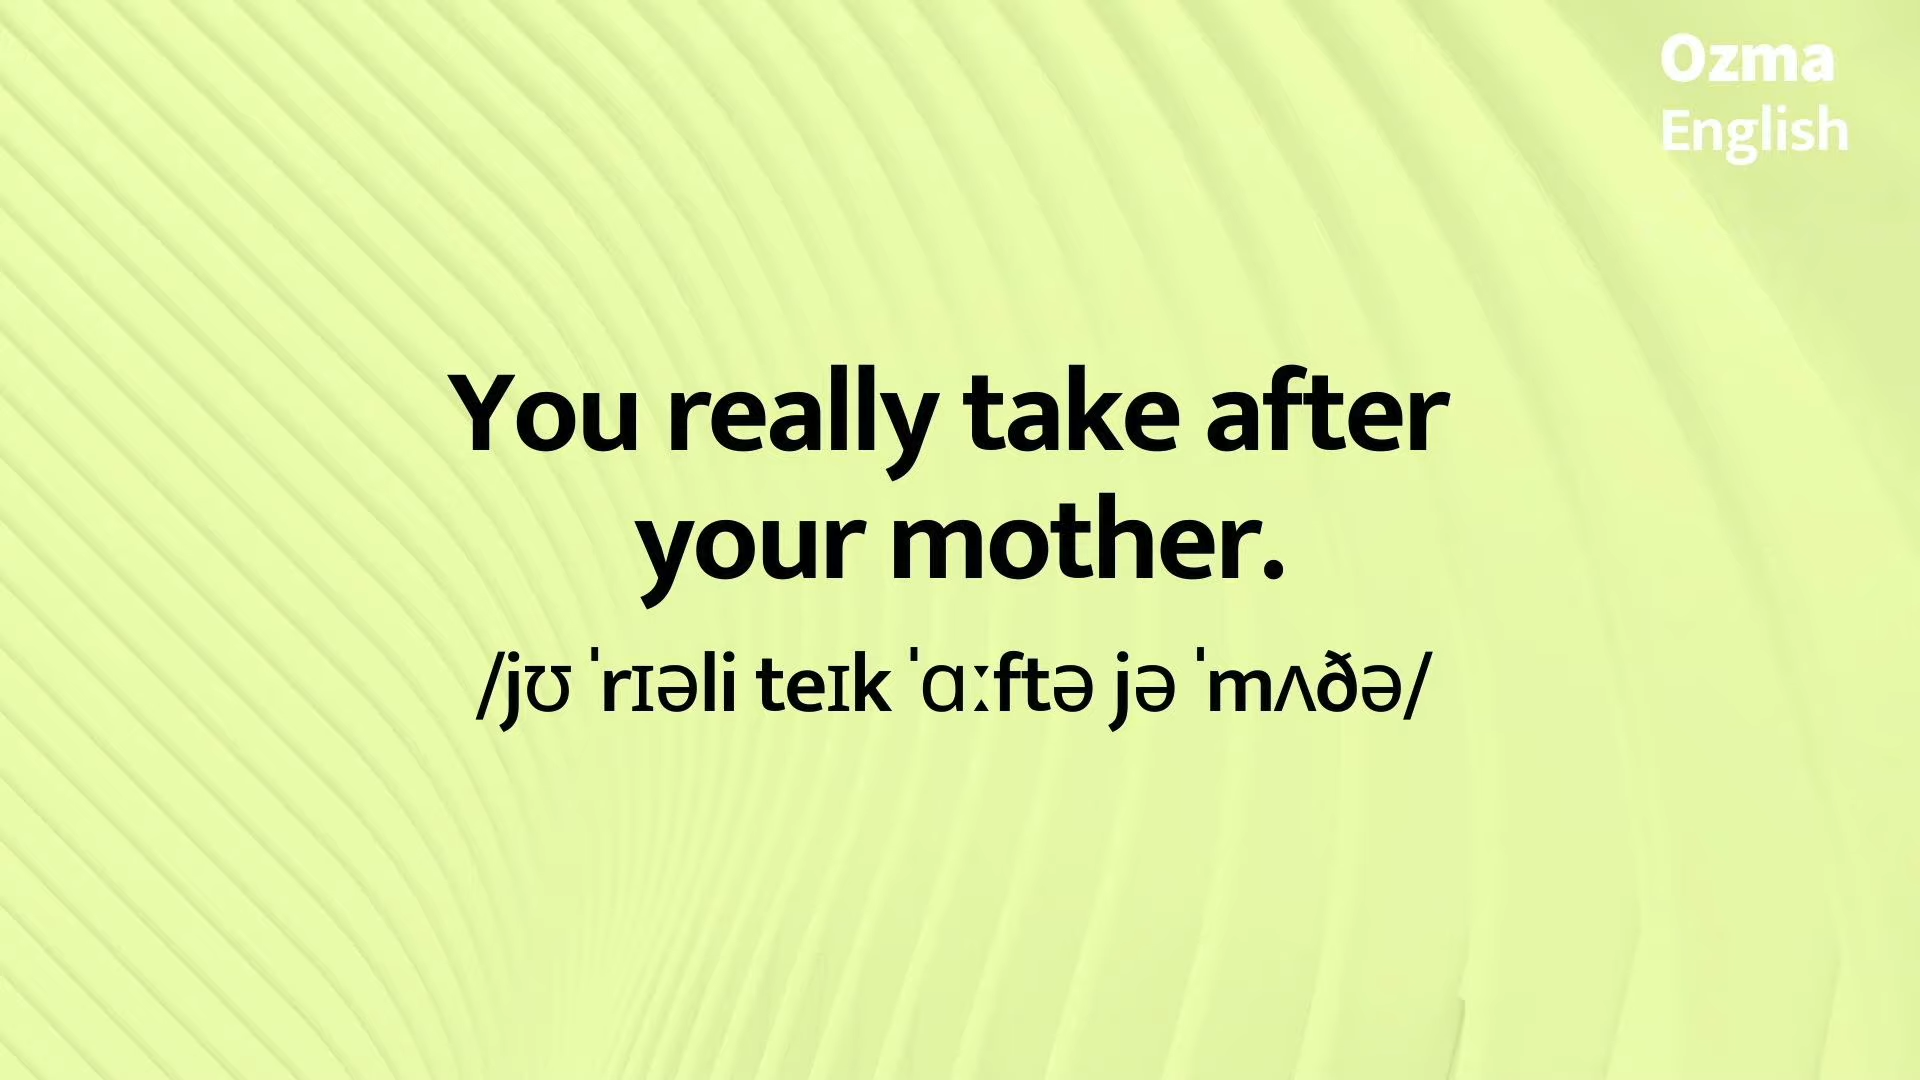 Ozma
English
You really take after
your mother.
/jʊ ˈrɪəli teɪk ˈɑːftə jə ˈmʌðə/